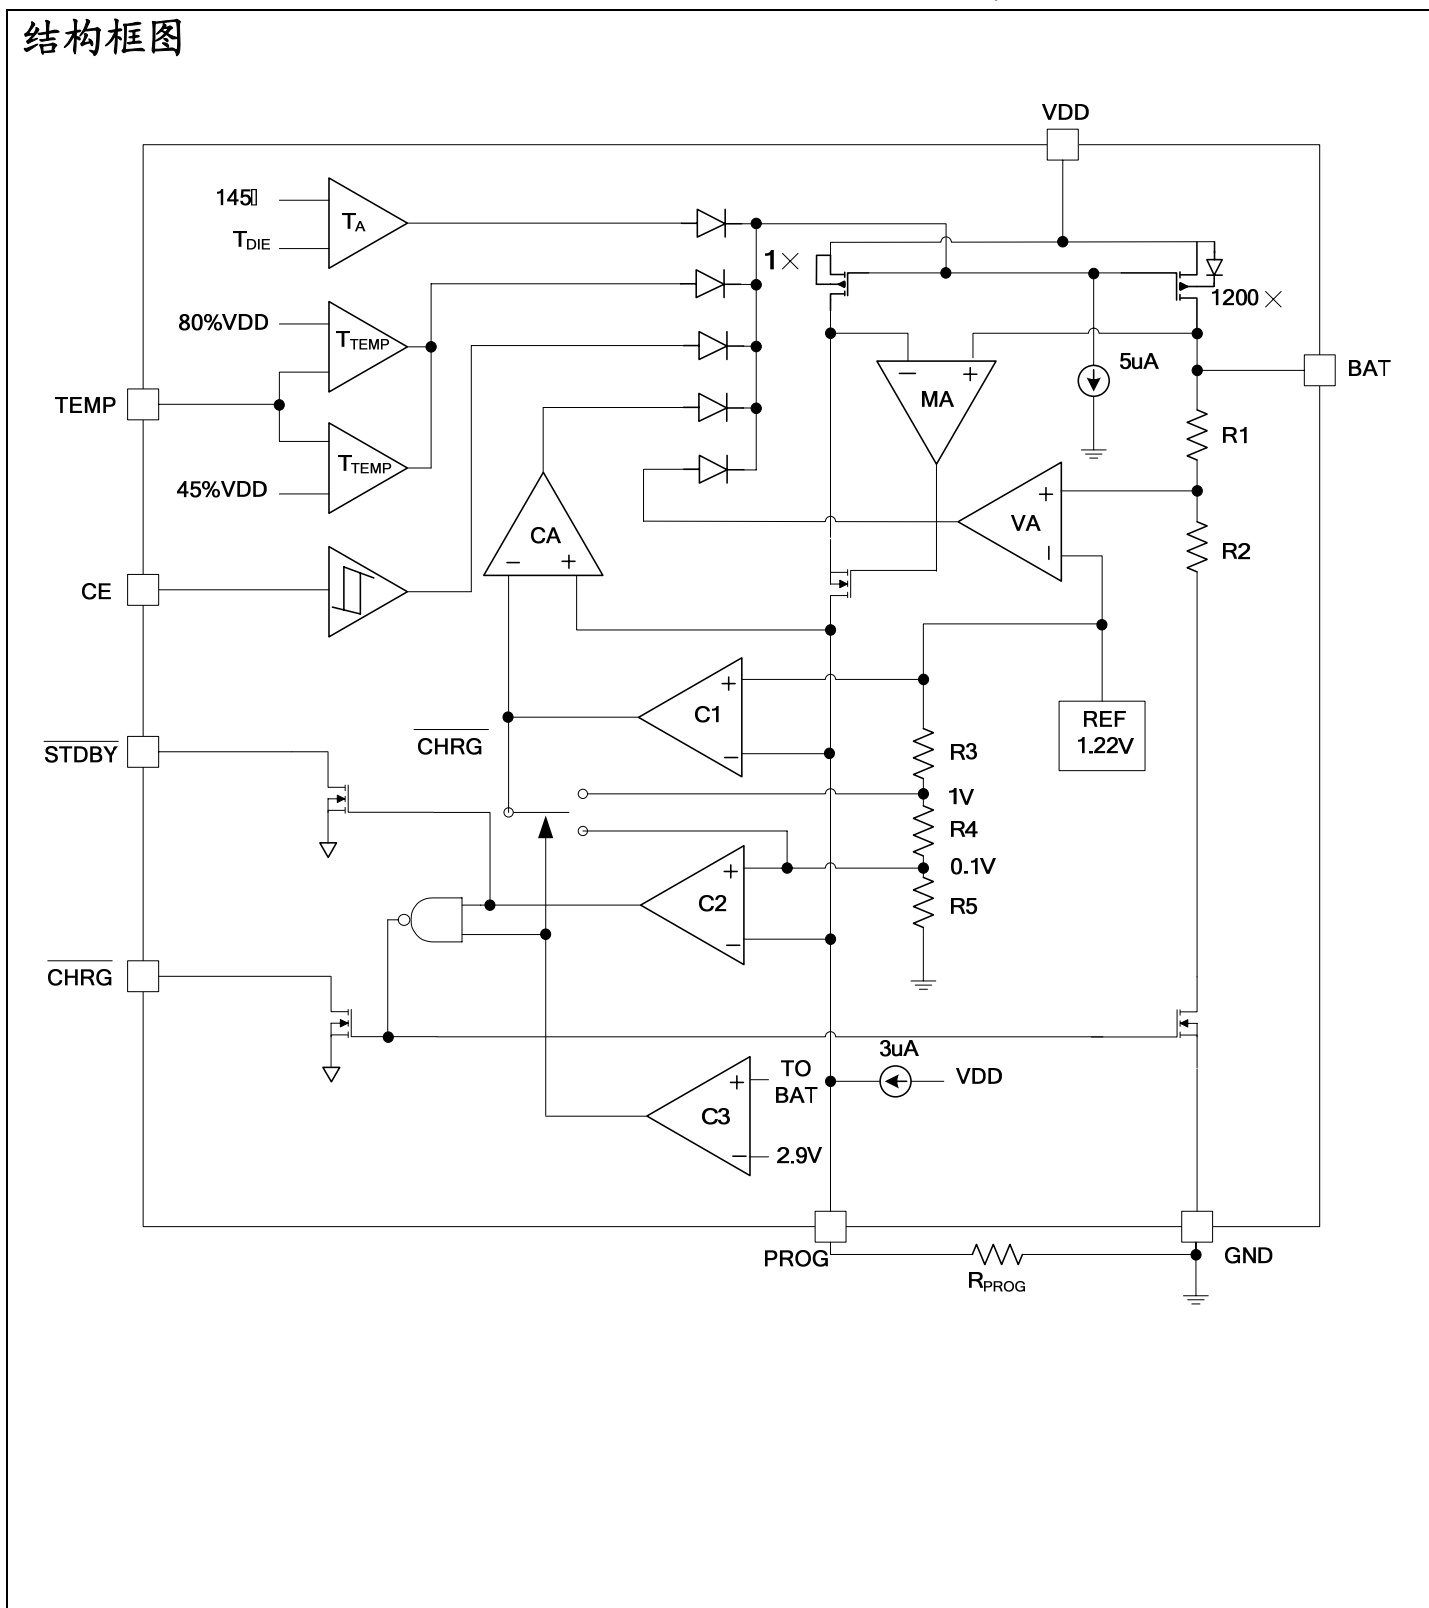 结构框图
VDD
145▯
TA
TDIE
1×
80%VDD
TTEMP
1200×
TEMP
MA
− +
5uA
BAT
TTEMP
45%VDD
R1
CA
− +
VA
+
−
R2
CE
C1
+
−
CHRG
REF
1.22V
STDBY
R3
1V
R4
0.1V
C2
+
−
R5
CHRG
3uA
VDD
C3
+
−
TO
BAT
2.9V
PROG
RPROG
GND